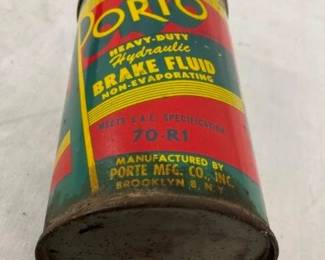 PORTO
HEAVY-DUTY
Hydraulic
BRAKE FLUID
NON-EVAPORATING
MEETS S.A.E. SPECIFICATION
70-R1
MANUFACTURED BY
PORTE MFG. CO., INC.
BROOKLYN 8, N.Y.